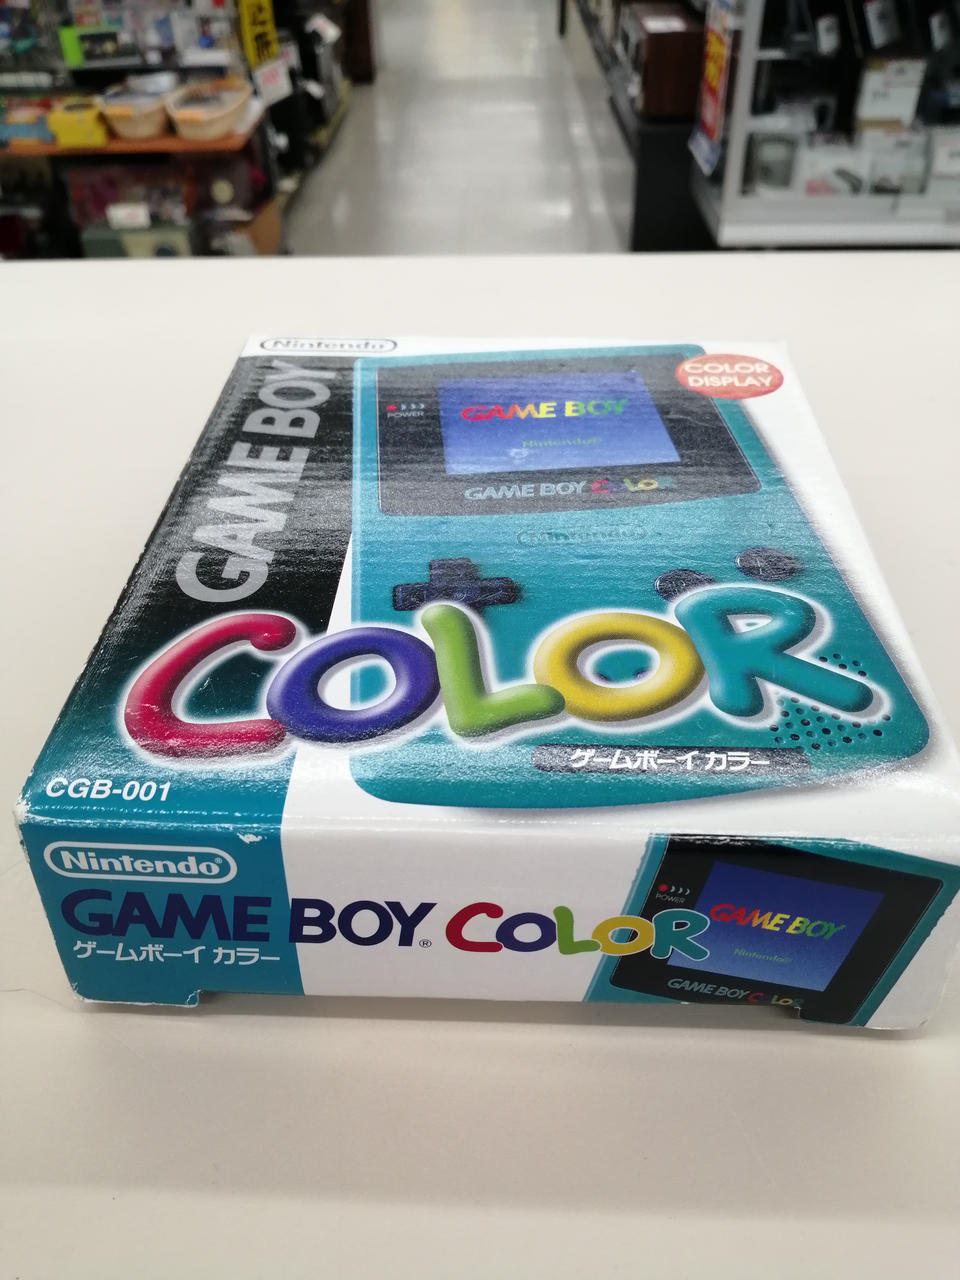 Nintendo
GAME BOY
COLOR
DISPLAY
POWER
GAME BOY
Nintendo®
GAME BOY COLOR
Nintendo
COLOR
ゲームボーイ カラー
CGB-001
Nintendo®
GAME BOY® COLOR
ゲームボーイ カラー
POWER
GAME BOY
Nintendo®
GAME BOY COLOR